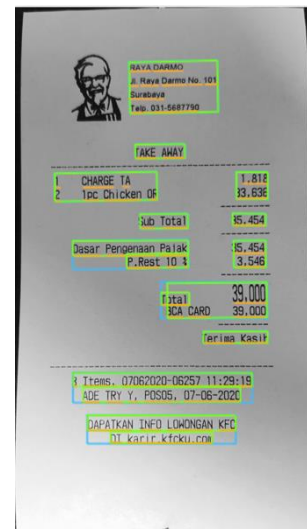 RAYA DARMO
Jl. Raya Darmo No. 101
Surabaya
Telp. 031-5687790
TAKE AWAY
1 CHARGE TA 1.818
2 1pc Chicken OR 33.636
Sub Total 35.454
Dasar Pengenaan Pajak 35.454
P.Rest 10 % 3.546
Total 39.000
BCA CARD 39.000
Terima Kasih
3 Items. 07062020-06257 11:29:19
ADE TRY Y, POS05, 07-06-2020
DAPATKAN INFO LOWONGAN KFC
DI karir.kfcku.com